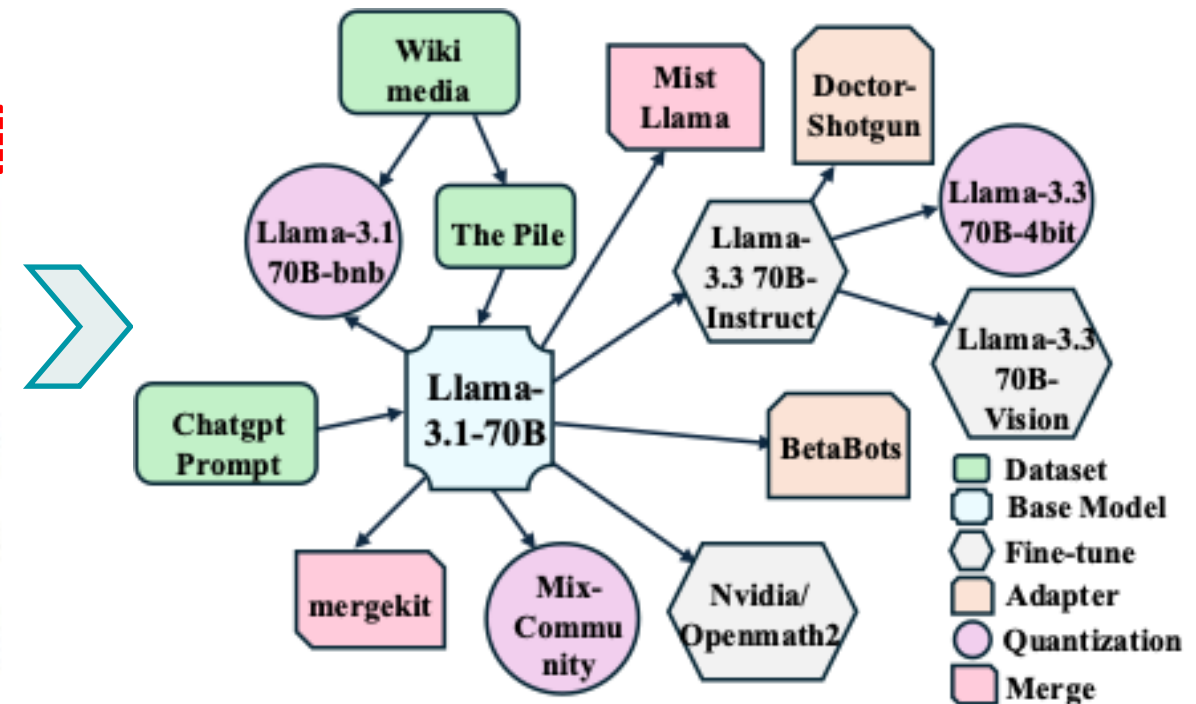 Wiki
media
Mist
Llama
Doctor-
Shotgun
Llama-3.3
70B-4bit
Llama-3.1
70B-bnb
The Pile
Llama-
3.3 70B-
Instruct
Llama-3.3
70B-
Vision
Chatgpt
Prompt
Llama-
3.1-70B
BetaBots
mergekit
Mix-
Commu
nity
Nvidia/
Openmath2
Dataset
Base Model
Fine-tune
Adapter
Quantization
Merge